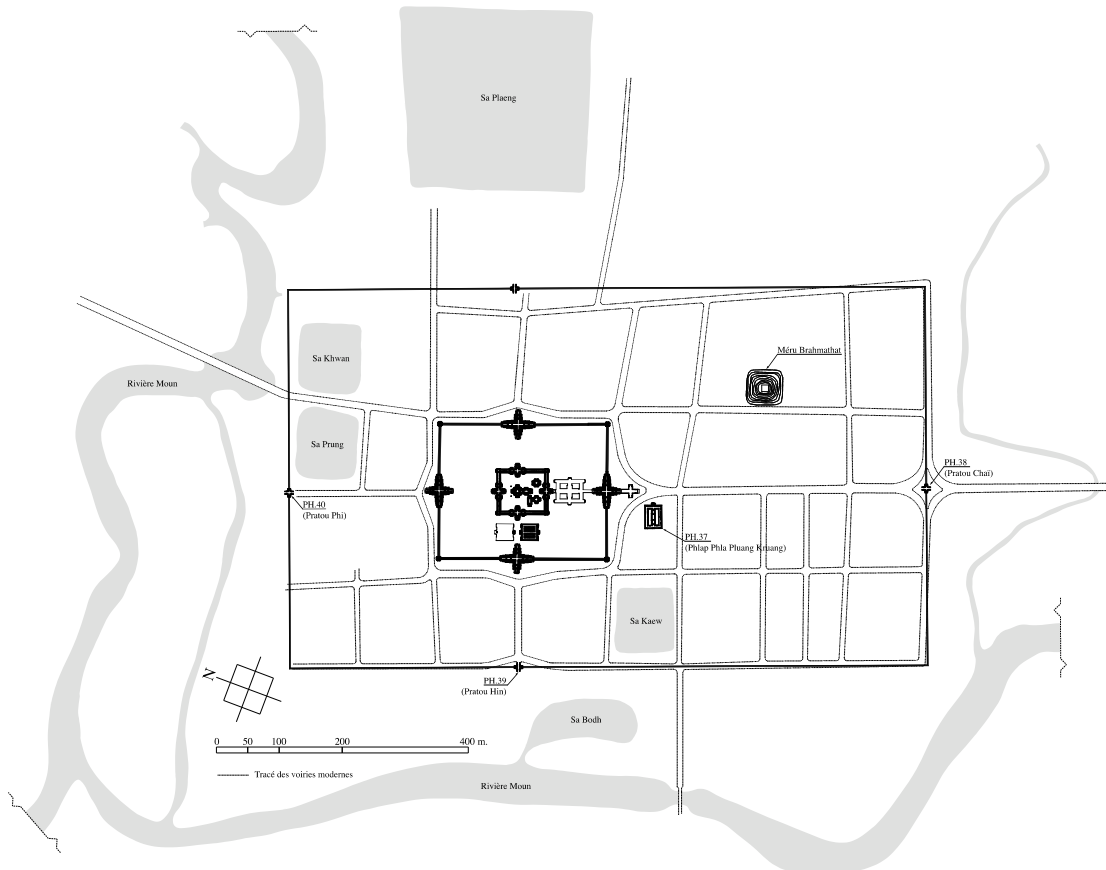 Sa Plaeng
Sa Khwan
Méru Brahmathat
Rivière Moun
Sa Prung
PH.38
(Pratou Chaï)
PH.40
(Pratou Phi)
PH.37
(Phlap Phla Pluang Kruang)
Sa Kaew
N
PH.39
(Pratou Hin)
Sa Bodh
0 50 100 200 400 m.
Tracé des voiries modernes
Rivière Moun